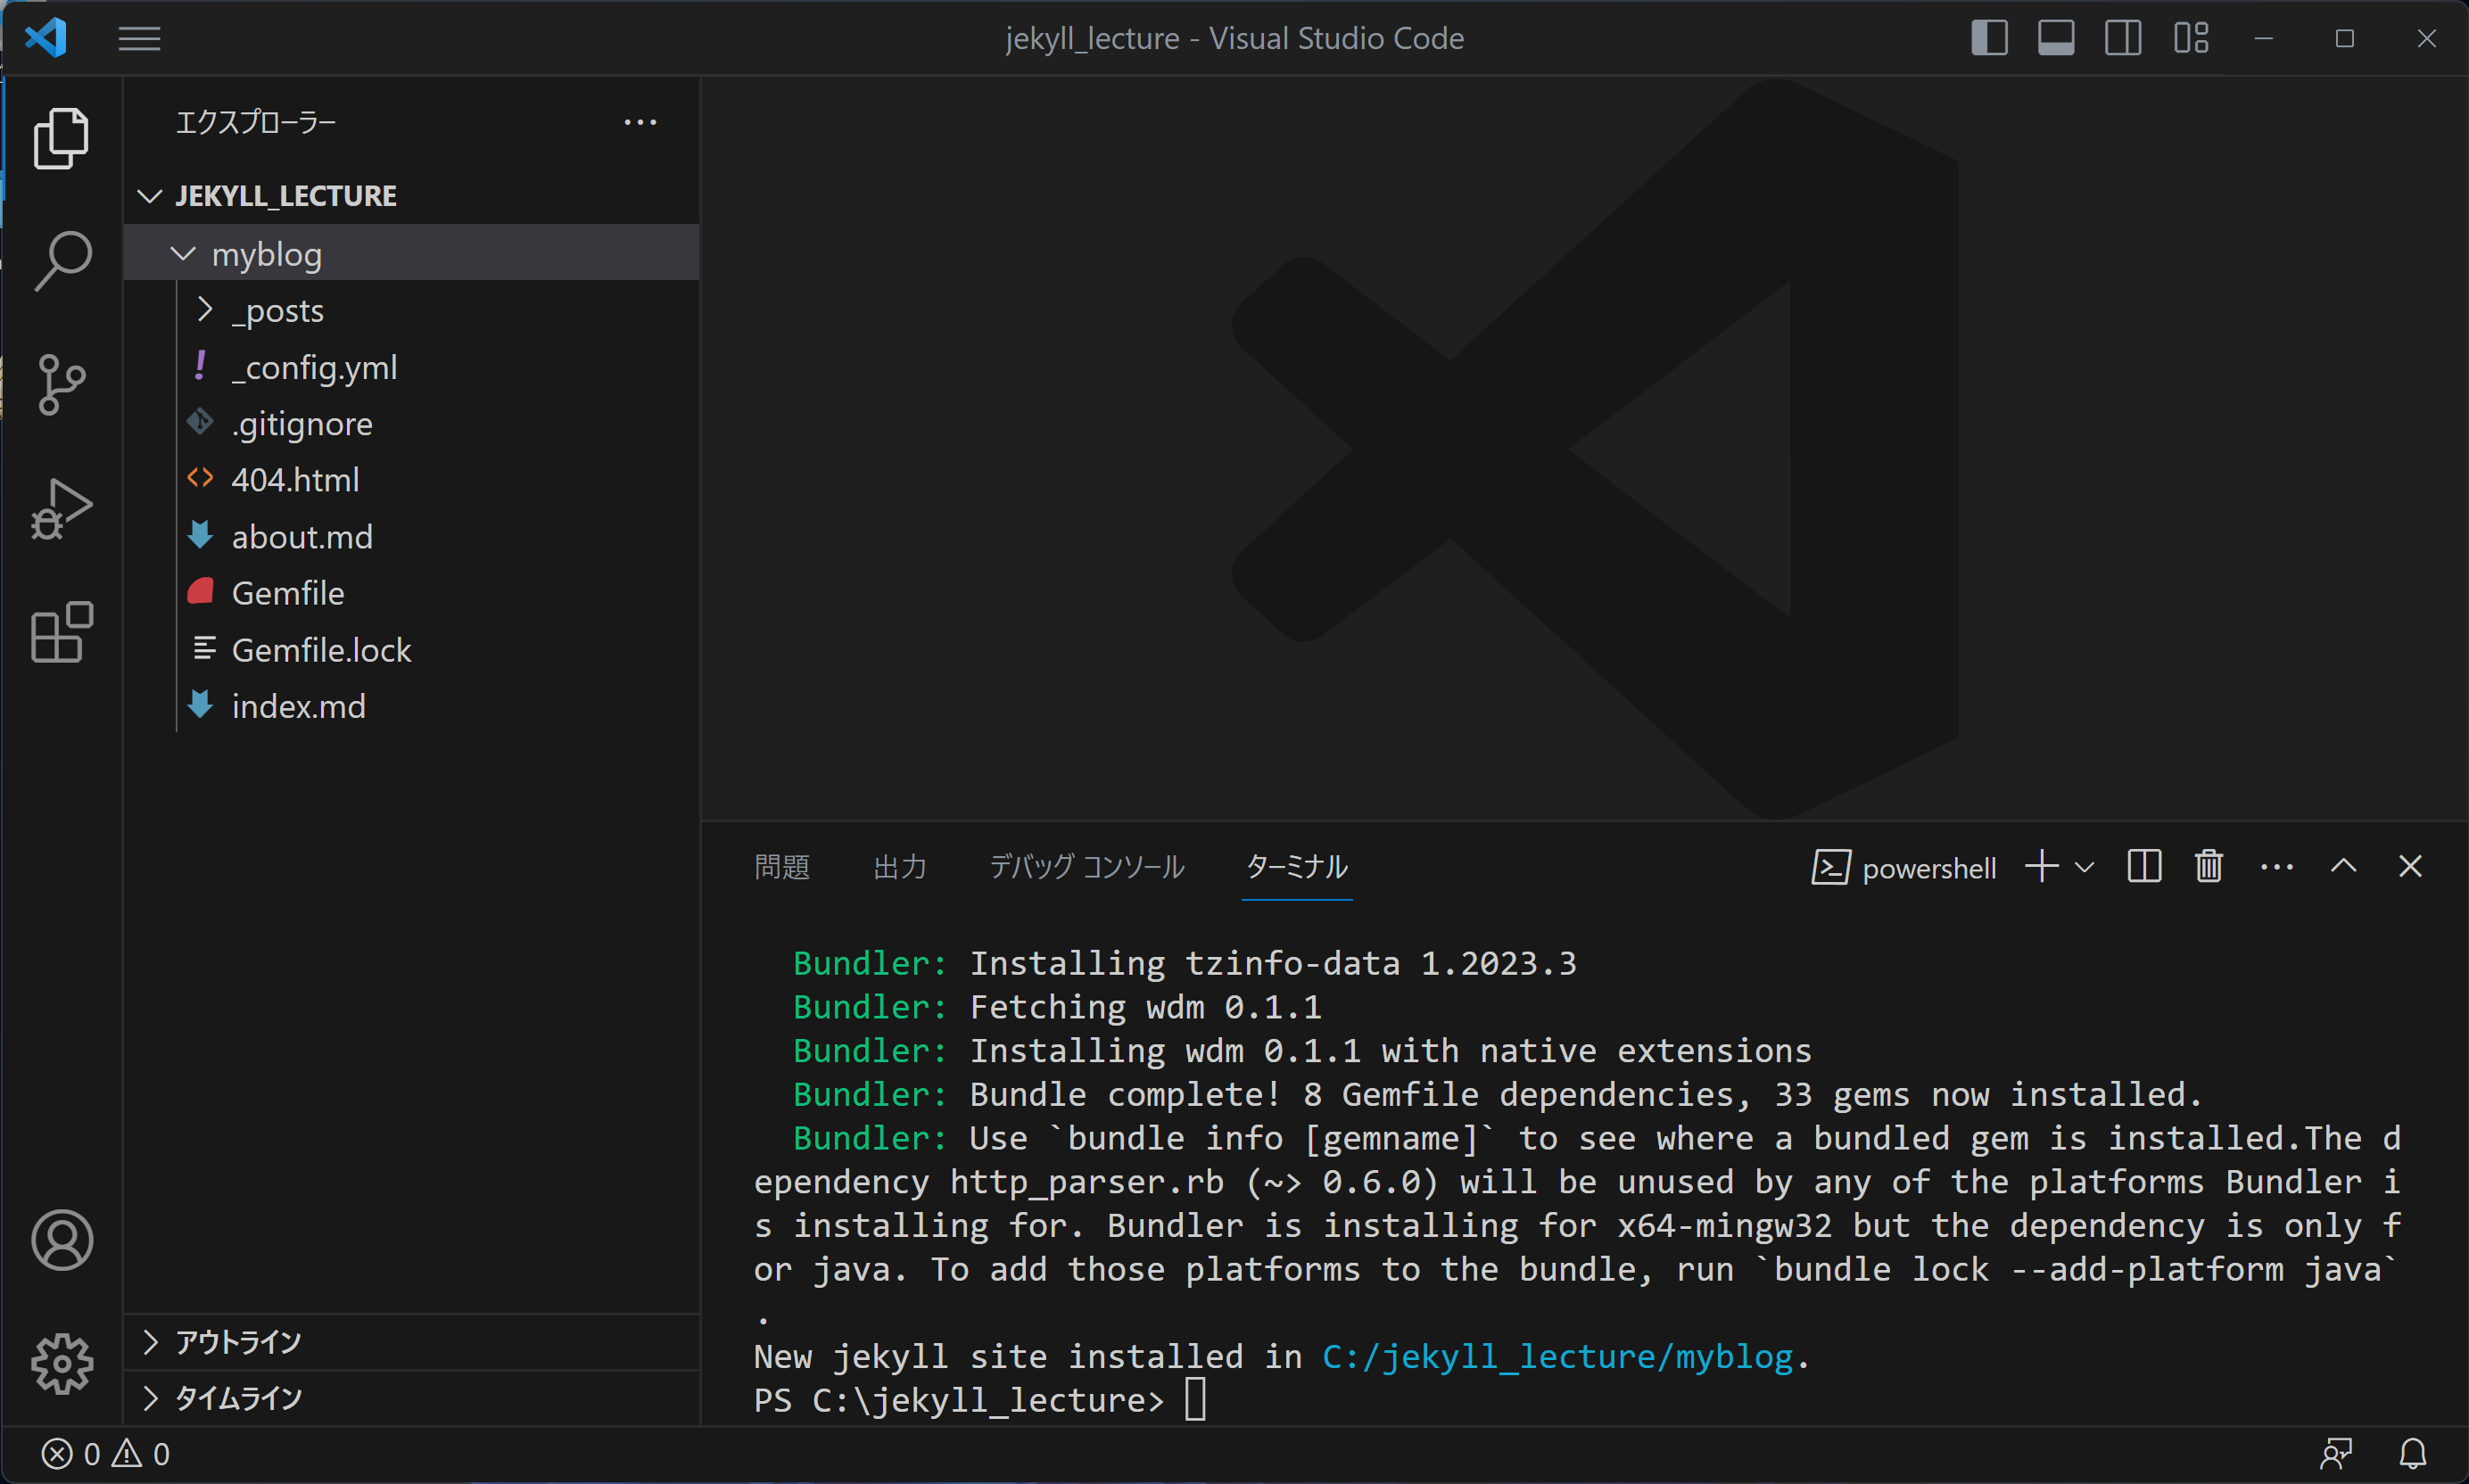 jekyll_lecture - Visual Studio Code
エクスプローラー
JEKYLL_LECTURE
myblog
_posts
_config.yml
.gitignore
404.html
about.md
Gemfile
Gemfile.lock
index.md
アウトライン
タイムライン
問題 出力 デバッグ コンソール ターミナル powershell
Bundler: Installing tzinfo-data 1.2023.3
Bundler: Fetching wdm 0.1.1
Bundler: Installing wdm 0.1.1 with native extensions
Bundler: Bundle complete! 8 Gemfile dependencies, 33 gems now installed.
Bundler: Use `bundle info [gemname]` to see where a bundled gem is installed.The d
ependency http_parser.rb (~> 0.6.0) will be unused by any of the platforms Bundler i
s installing for. Bundler is installing for x64-mingw32 but the dependency is only f
or java. To add those platforms to the bundle, run `bundle lock --add-platform java`
.
New jekyll site installed in C:/jekyll_lecture/myblog.
PS C:\jekyll_lecture>
0 0